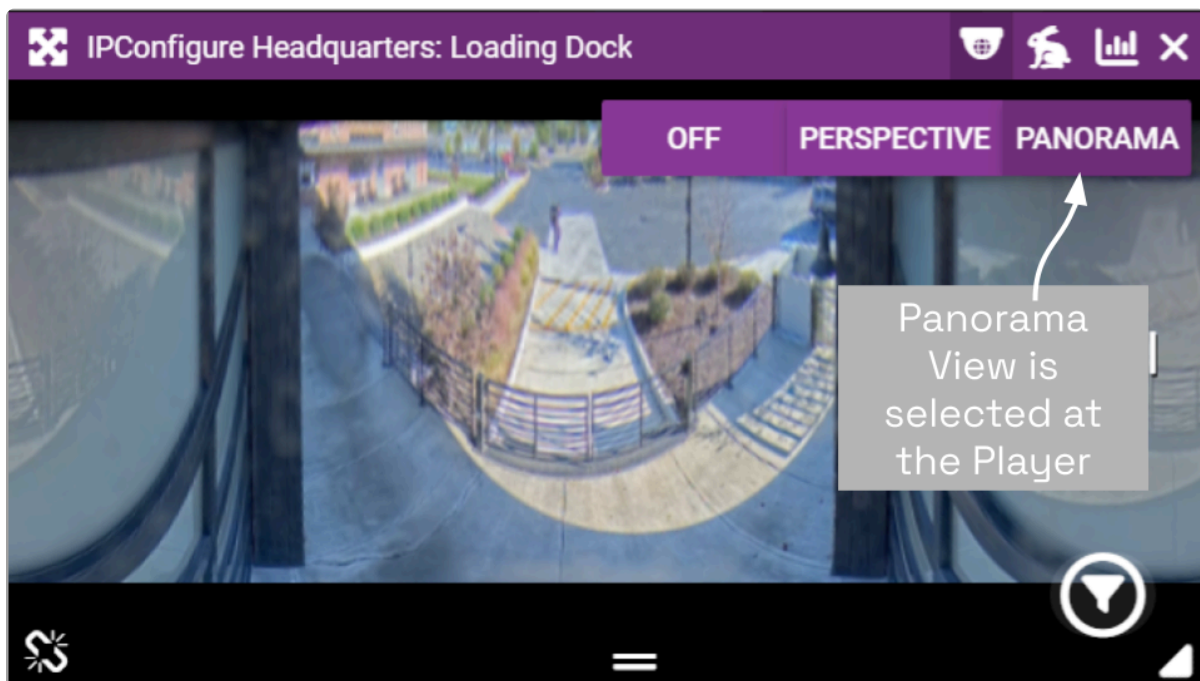 IPConfigure Headquarters: Loading Dock
OFF PERSPECTIVE PANORAMA
Panorama
View is
selected at
the Player